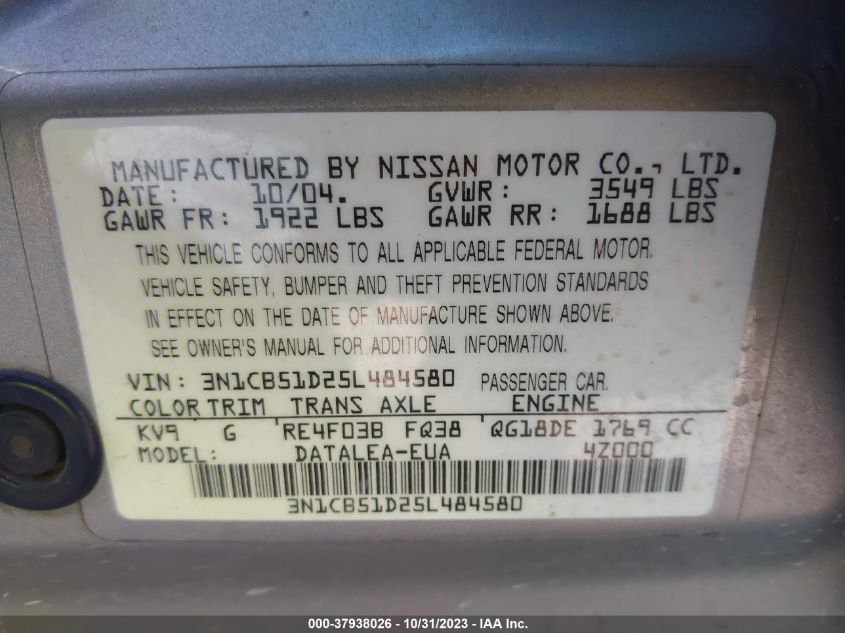 MANUFACTURED BY NISSAN MOTOR CO., LTD.
DATE: 10/04. GVWR: 3549 LBS
GAWR FR: 1922 LBS GAWR RR: 1688 LBS
THIS VEHICLE CONFORMS TO ALL APPLICABLE FEDERAL MOTOR.
VEHICLE SAFETY, BUMPER AND THEFT PREVENTION STANDARDS
IN EFFECT ON THE DATE OF MANUFACTURE SHOWN ABOVE.
SEE OWNER'S MANUAL FOR ADDITIONAL INFORMATION.
VIN: 3N1CB51D25L484580 PASSENGER CAR.
COLOR TRIM TRANS AXLE ENGINE
KV9 G RE4F03B FQ38 QG18DE 1769 CC
MODEL: DATALEA-EUA 4Z000
3N1CB51D25L484580
000-37938026 - 10/31/2023 - © IAA Inc.